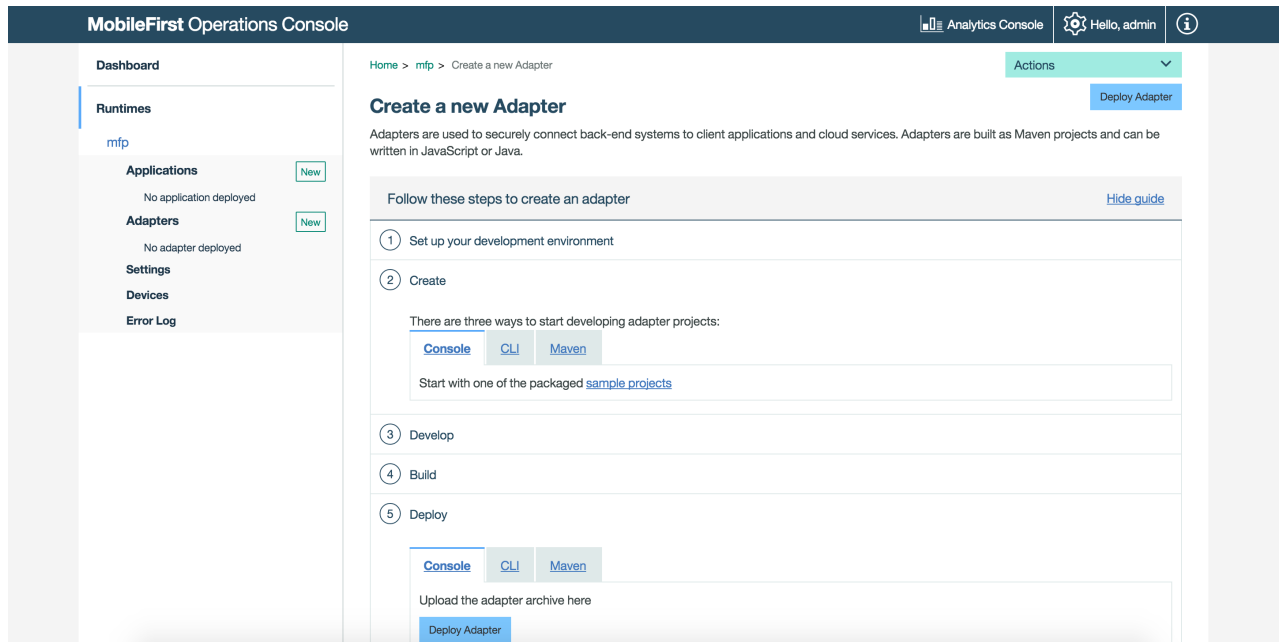 MobileFirst Operations Console
Analytics Console
Hello, admin
Dashboard
Runtimes
mfp
Applications
New
No application deployed
Adapters
New
No adapter deployed
Settings
Devices
Error Log
Home > mfp > Create a new Adapter
Actions
Deploy Adapter
Create a new Adapter
Adapters are used to securely connect back-end systems to client applications and cloud services. Adapters are built as Maven projects and can be
written in JavaScript or Java.
Follow these steps to create an adapter
Hide guide
1 Set up your development environment
2 Create
There are three ways to start developing adapter projects:
Console CLI Maven
Start with one of the packaged sample projects
3 Develop
4 Build
5 Deploy
Console CLI Maven
Upload the adapter archive here
Deploy Adapter